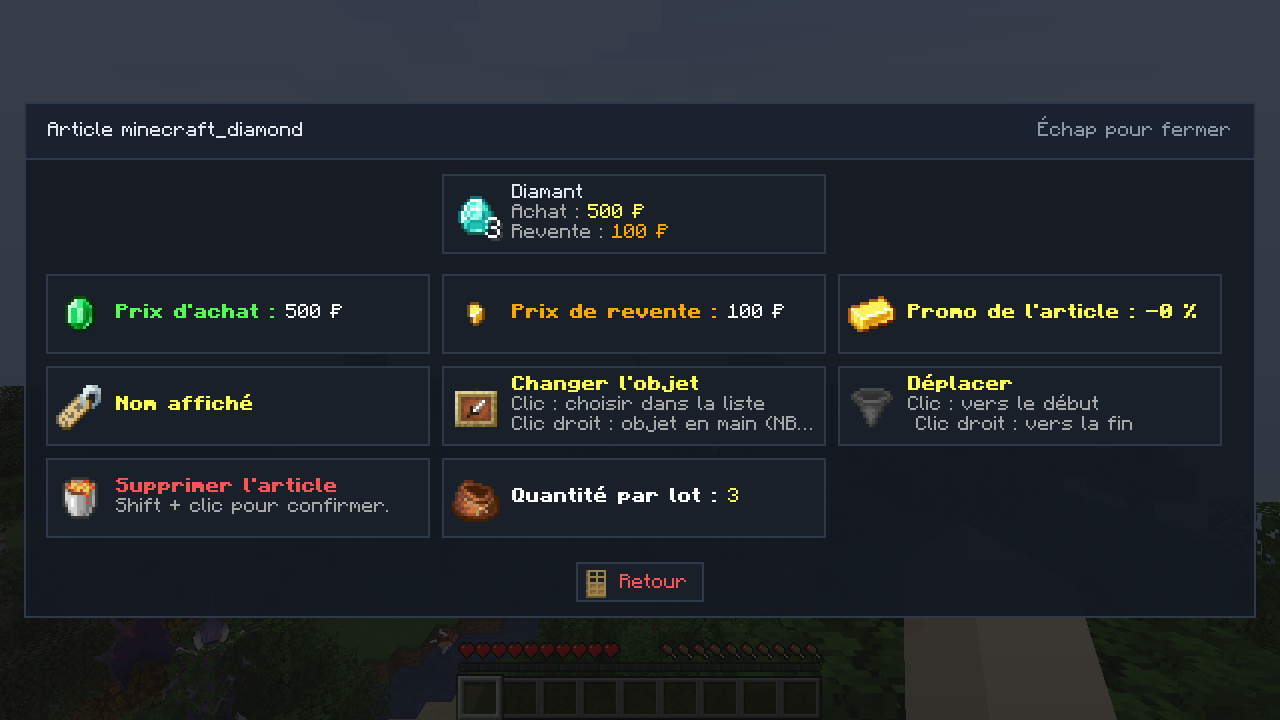 Article minecraft_diamond
Échap pour fermer
Diamant
Achat : 500 ₽
Revente : 100 ₽
3
Prix d'achat : 500 ₽
Prix de revente : 100 ₽
Promo de l'article : -0 %
Nom affiché
Changer l'objet
Clic : choisir dans la liste
Clic droit : objet en main (NB...
Déplacer
Clic : vers le début
Clic droit : vers la fin
Supprimer l'article
Shift + clic pour confirmer.
Quantité par lot : 3
Retour